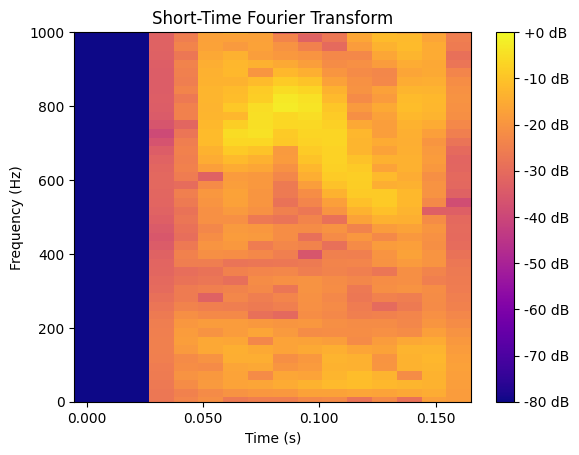 Short-Time Fourier Transform
1000
800
600
400
200
0
Frequency (Hz)
0.000
0.050
0.100
0.150
Time (s)
+0 dB
-10 dB
-20 dB
-30 dB
-40 dB
-50 dB
-60 dB
-70 dB
-80 dB